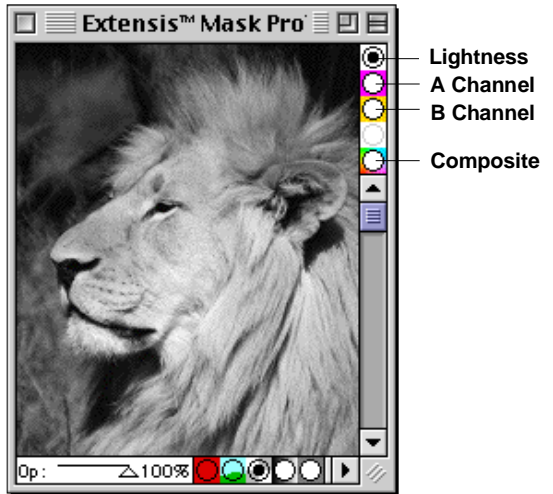 Extensis™ Mask Pro
Lightness
A Channel
B Channel
Composite
Op: 100%